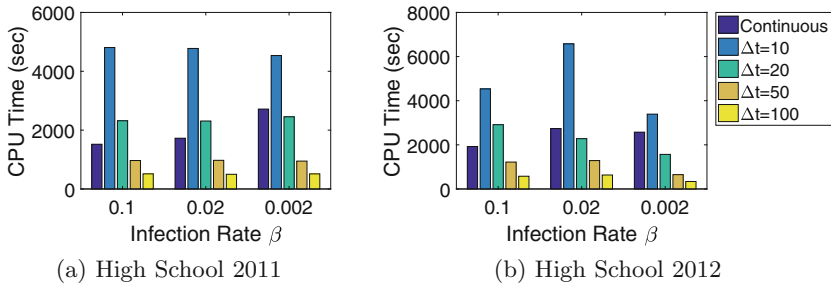 6000
4000
2000
0
CPU Time (sec)
0.1 0.02 0.002
Infection Rate β
(a) High School 2011
8000
6000
4000
2000
0
CPU Time (sec)
0.1 0.02 0.002
Infection Rate β
(b) High School 2012
Continuous
Δt=10
Δt=20
Δt=50
Δt=100